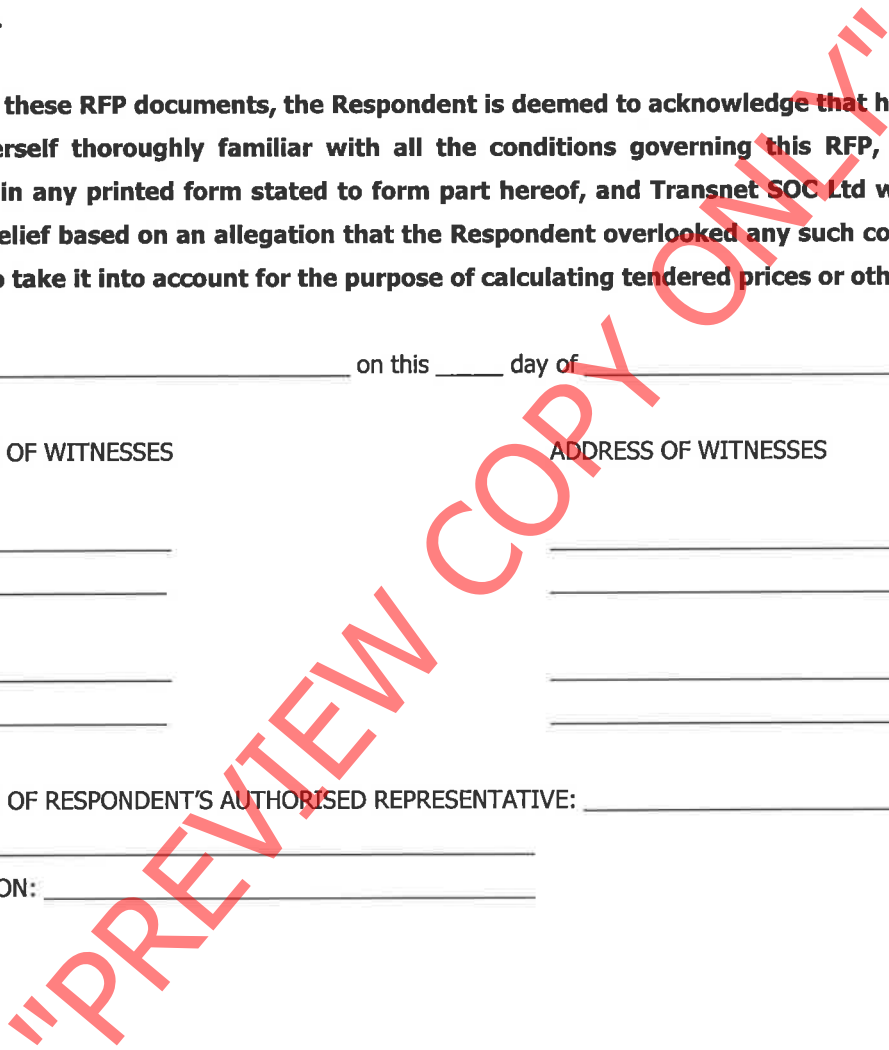 these RFP documents, the Respondent is deemed to acknowledge that h
erself thoroughly familiar with all the conditions governing this RFP,
in any printed form stated to form part hereof, and Transnet SOC Ltd w
elief based on an allegation that the Respondent overlooked any such co
o take it into account for the purpose of calculating tendered prices or oth
on this _____ day of
OF WITNESSES ADDRESS OF WITNESSES
OF RESPONDENT'S AUTHORISED REPRESENTATIVE:
ON:
"PREVIEW COPY ONLY"